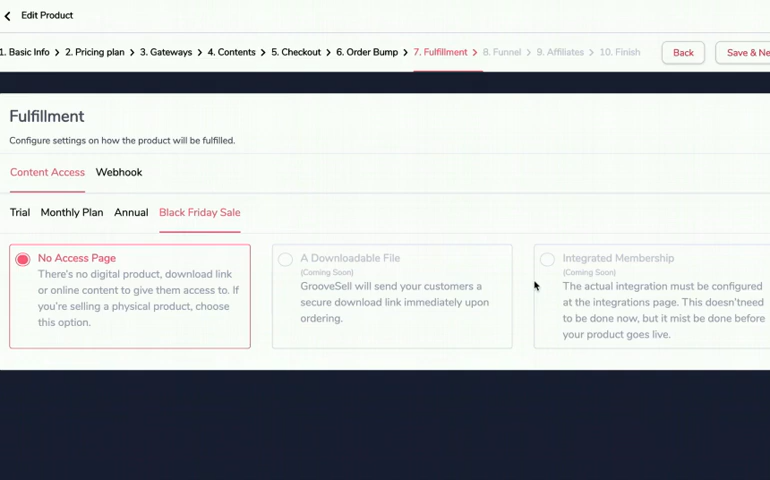 Edit Product
1. Basic Info > 2. Pricing plan > 3. Gateways > 4. Contents > 5. Checkout > 6. Order Bump > 7. Fulfillment > 8. Funnel > 9. Affiliates > 10. Finish
Back
Save & Ne
Fulfillment
Configure settings on how the product will be fulfilled.
Content Access Webhook
Trial Monthly Plan Annual Black Friday Sale
No Access Page
There's no digital product, download link
or online content to give them access to. If
you're selling a physical product, choose
this option.
A Downloadable File
(Coming Soon)
GrooveSell will send your customers a
secure download link immediately upon
ordering.
Integrated Membership
(Coming Soon)
The actual integration must be configured
at the integrations page. This doesn'tneed
to be done now, but it mist be done before
your product goes live.